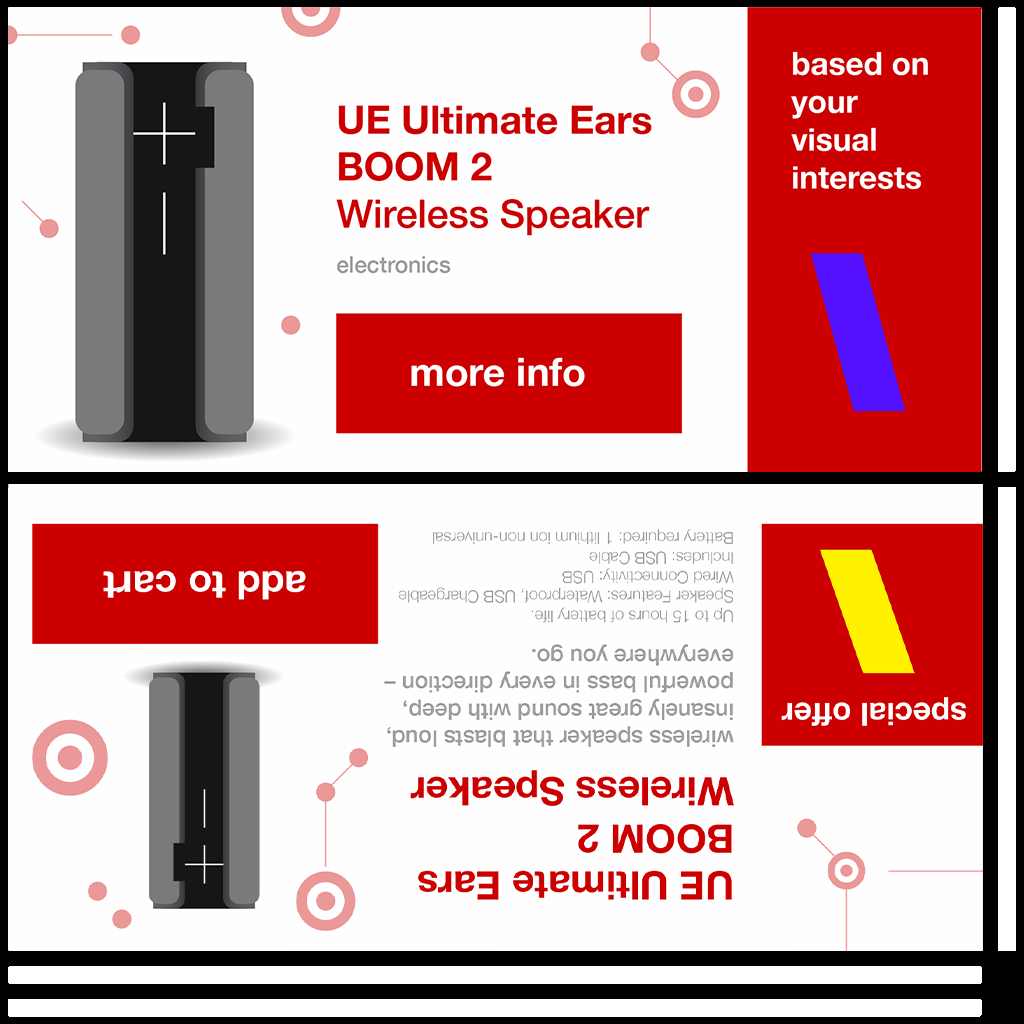 based on
your
visual
interests
UE Ultimate Ears
BOOM 2
Wireless Speaker
electronics
more info
UE Ultimate Ears
BOOM 2
Wireless Speaker
wireless speaker that blasts loud,
insanely great sound with deep,
powerful bass in every direction –
everywhere you go.
Up to 15 hours of battery life.
Speaker Features: Waterproof, USB Chargeable
Wired Connectivity: USB
Includes: USB Cable
Battery required: 1 lithium ion non-universal
special offer
add to cart